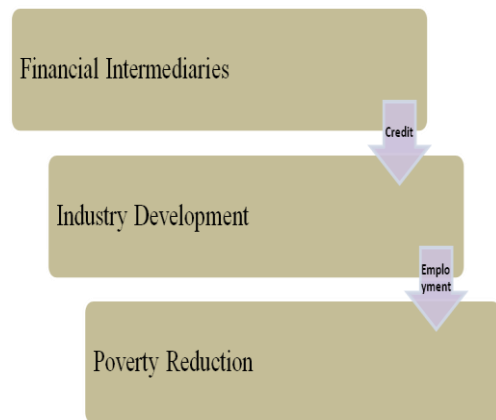 Financial Intermediaries
Credit
Industry Development
Emplo
yment
Poverty Reduction